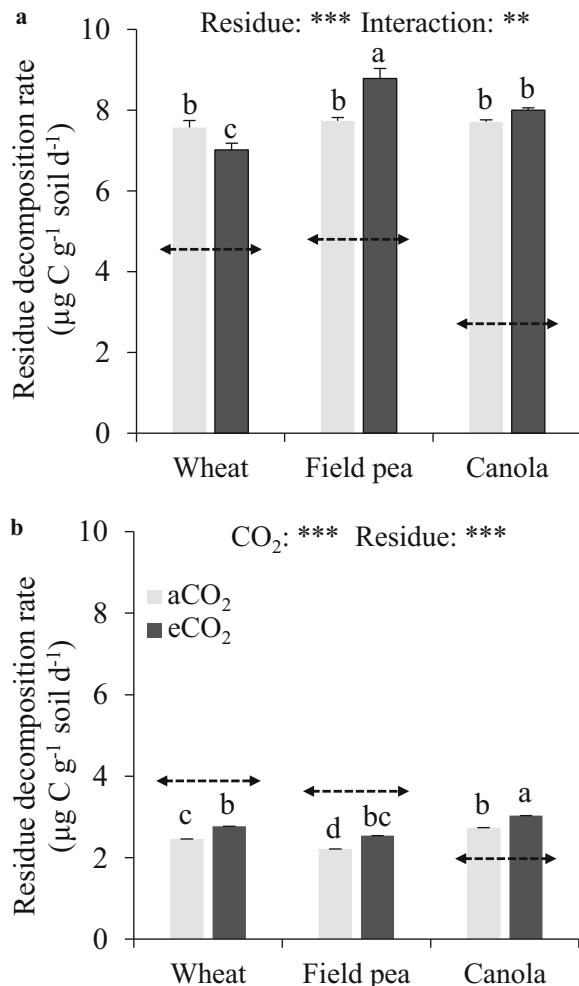 a
Residue: *** Interaction: **
Residue decomposition rate
(µg C g⁻¹ soil d⁻¹)
10
8
6
4
2
0
b
c
b
a
b
b
Wheat
Field pea
Canola
b
CO₂: *** Residue: ***
Residue decomposition rate
(µg C g⁻¹ soil d⁻¹)
10
8
6
4
2
0
aCO₂
eCO₂
c
b
d
bc
b
a
Wheat
Field pea
Canola